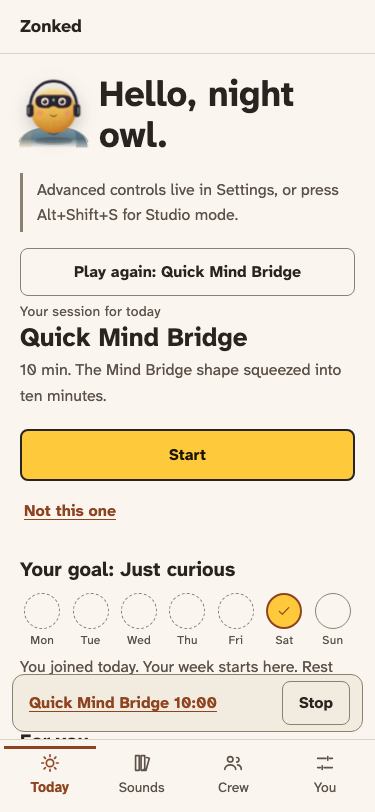 Zonked
Hello, night
owl.
Advanced controls live in Settings, or press
Alt+Shift+S for Studio mode.
Play again: Quick Mind Bridge
Your session for today
Quick Mind Bridge
10 min. The Mind Bridge shape squeezed into
ten minutes.
Start
Not this one
Your goal: Just curious
Mon Tue Wed Thu Fri Sat Sun
You joined today. Your week starts here. Rest
Quick Mind Bridge 10:00 Stop
Today Sounds Crew You